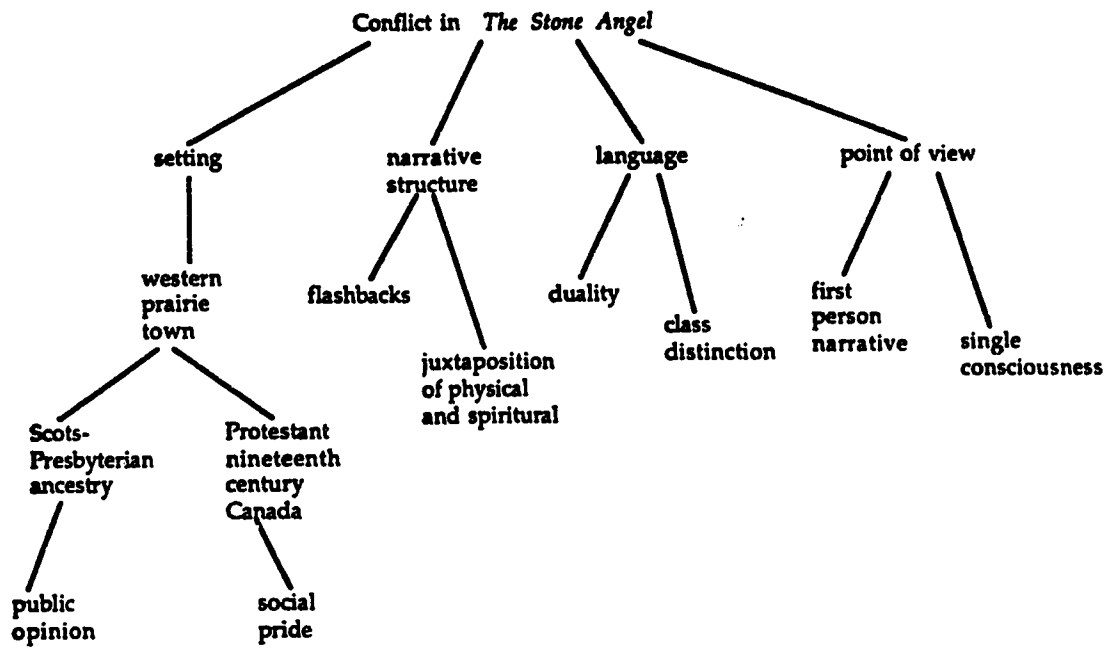 Conflict in The Stone Angel
setting
narrative
structure
language
point of view
western
prairie
town
flashbacks
juxtaposition
of physical
and spiritural
duality
class
distinction
first
person
narrative
single
consciousness
Scots-
Presbyterian
ancestry
Protestant
nineteenth
century
Canada
public
opinion
social
pride